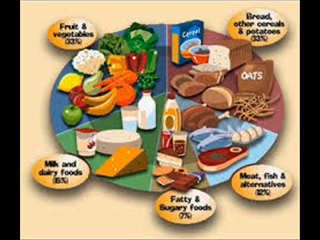 Fruit &
vegetables
(33%)
Bread,
other cereals
& potatoes
(33%)
Cereal
OATS
Milk and
dairy foods
(15%)
Meat, fish &
alternatives
(12%)
Fatty &
Sugary foods
(7%)